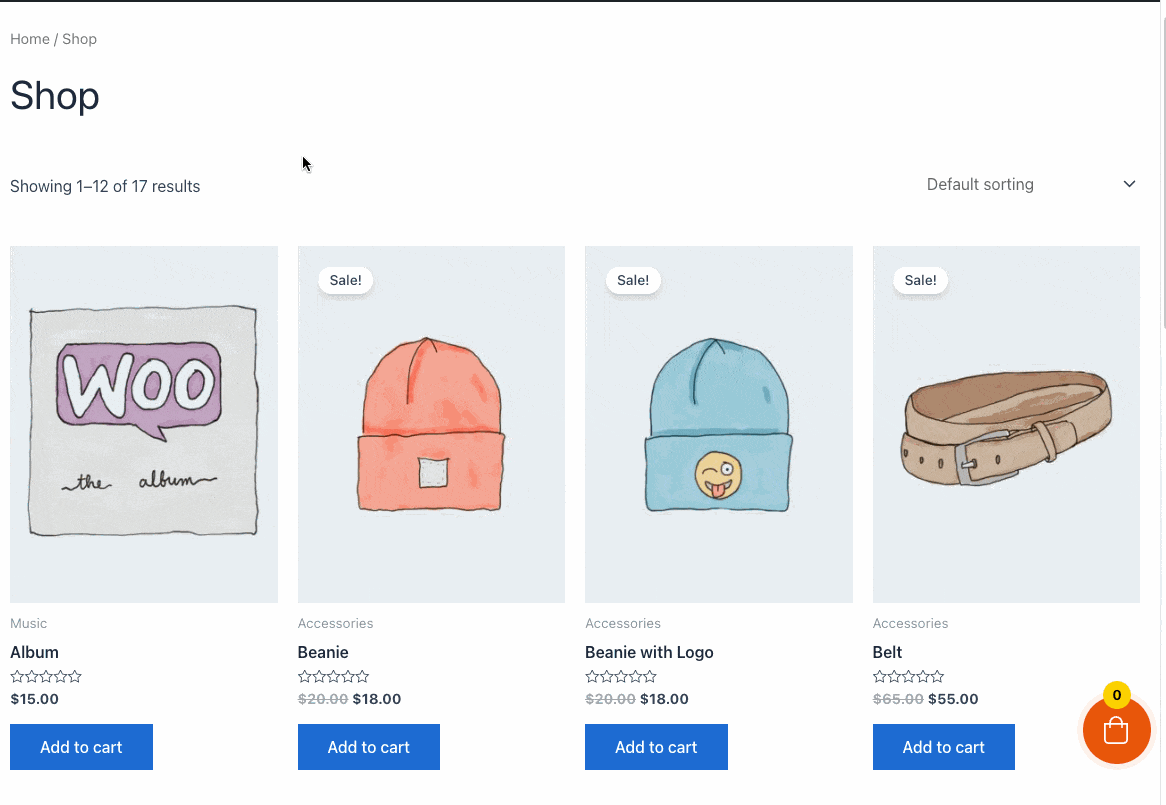 Home / Shop
Shop
Showing 1–12 of 17 results
Default sorting
Sale!
Sale!
Sale!
WOO
the album
Music
Accessories
Accessories
Accessories
Album
Beanie
Beanie with Logo
Belt
$15.00
$20.00 $18.00
$20.00 $18.00
$65.00 $55.00
0
Add to cart
Add to cart
Add to cart
Add to cart